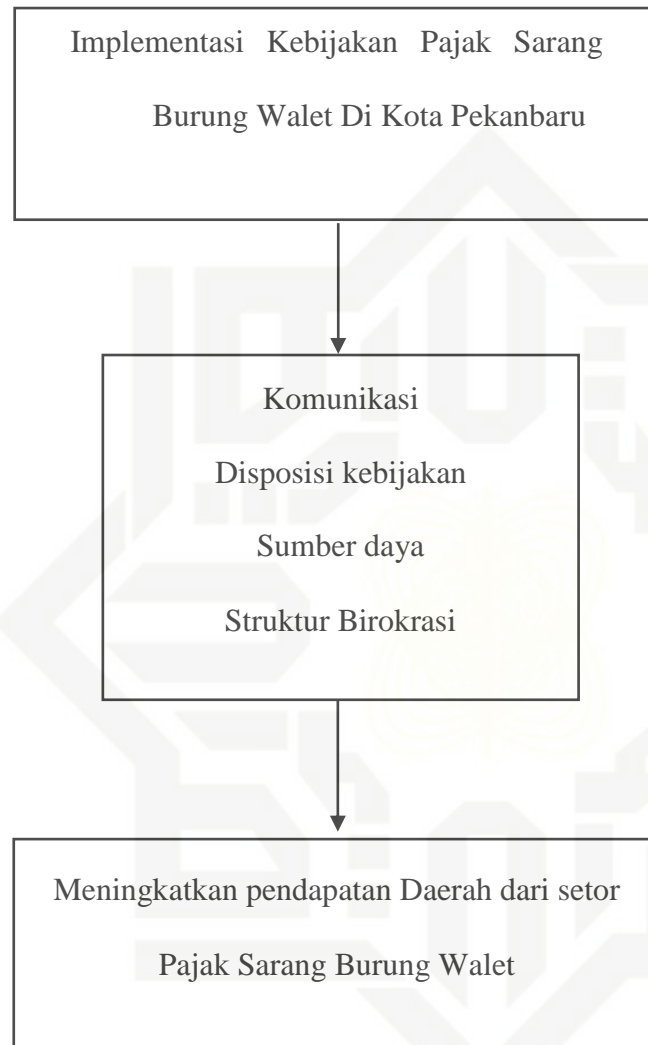 Implementasi Kebijakan Pajak Sarang
Burung Walet Di Kota Pekanbaru
Komunikasi
Disposisi kebijakan
Sumber daya
Struktur Birokrasi
Meningkatkan pendapatan Daerah dari setor
Pajak Sarang Burung Walet